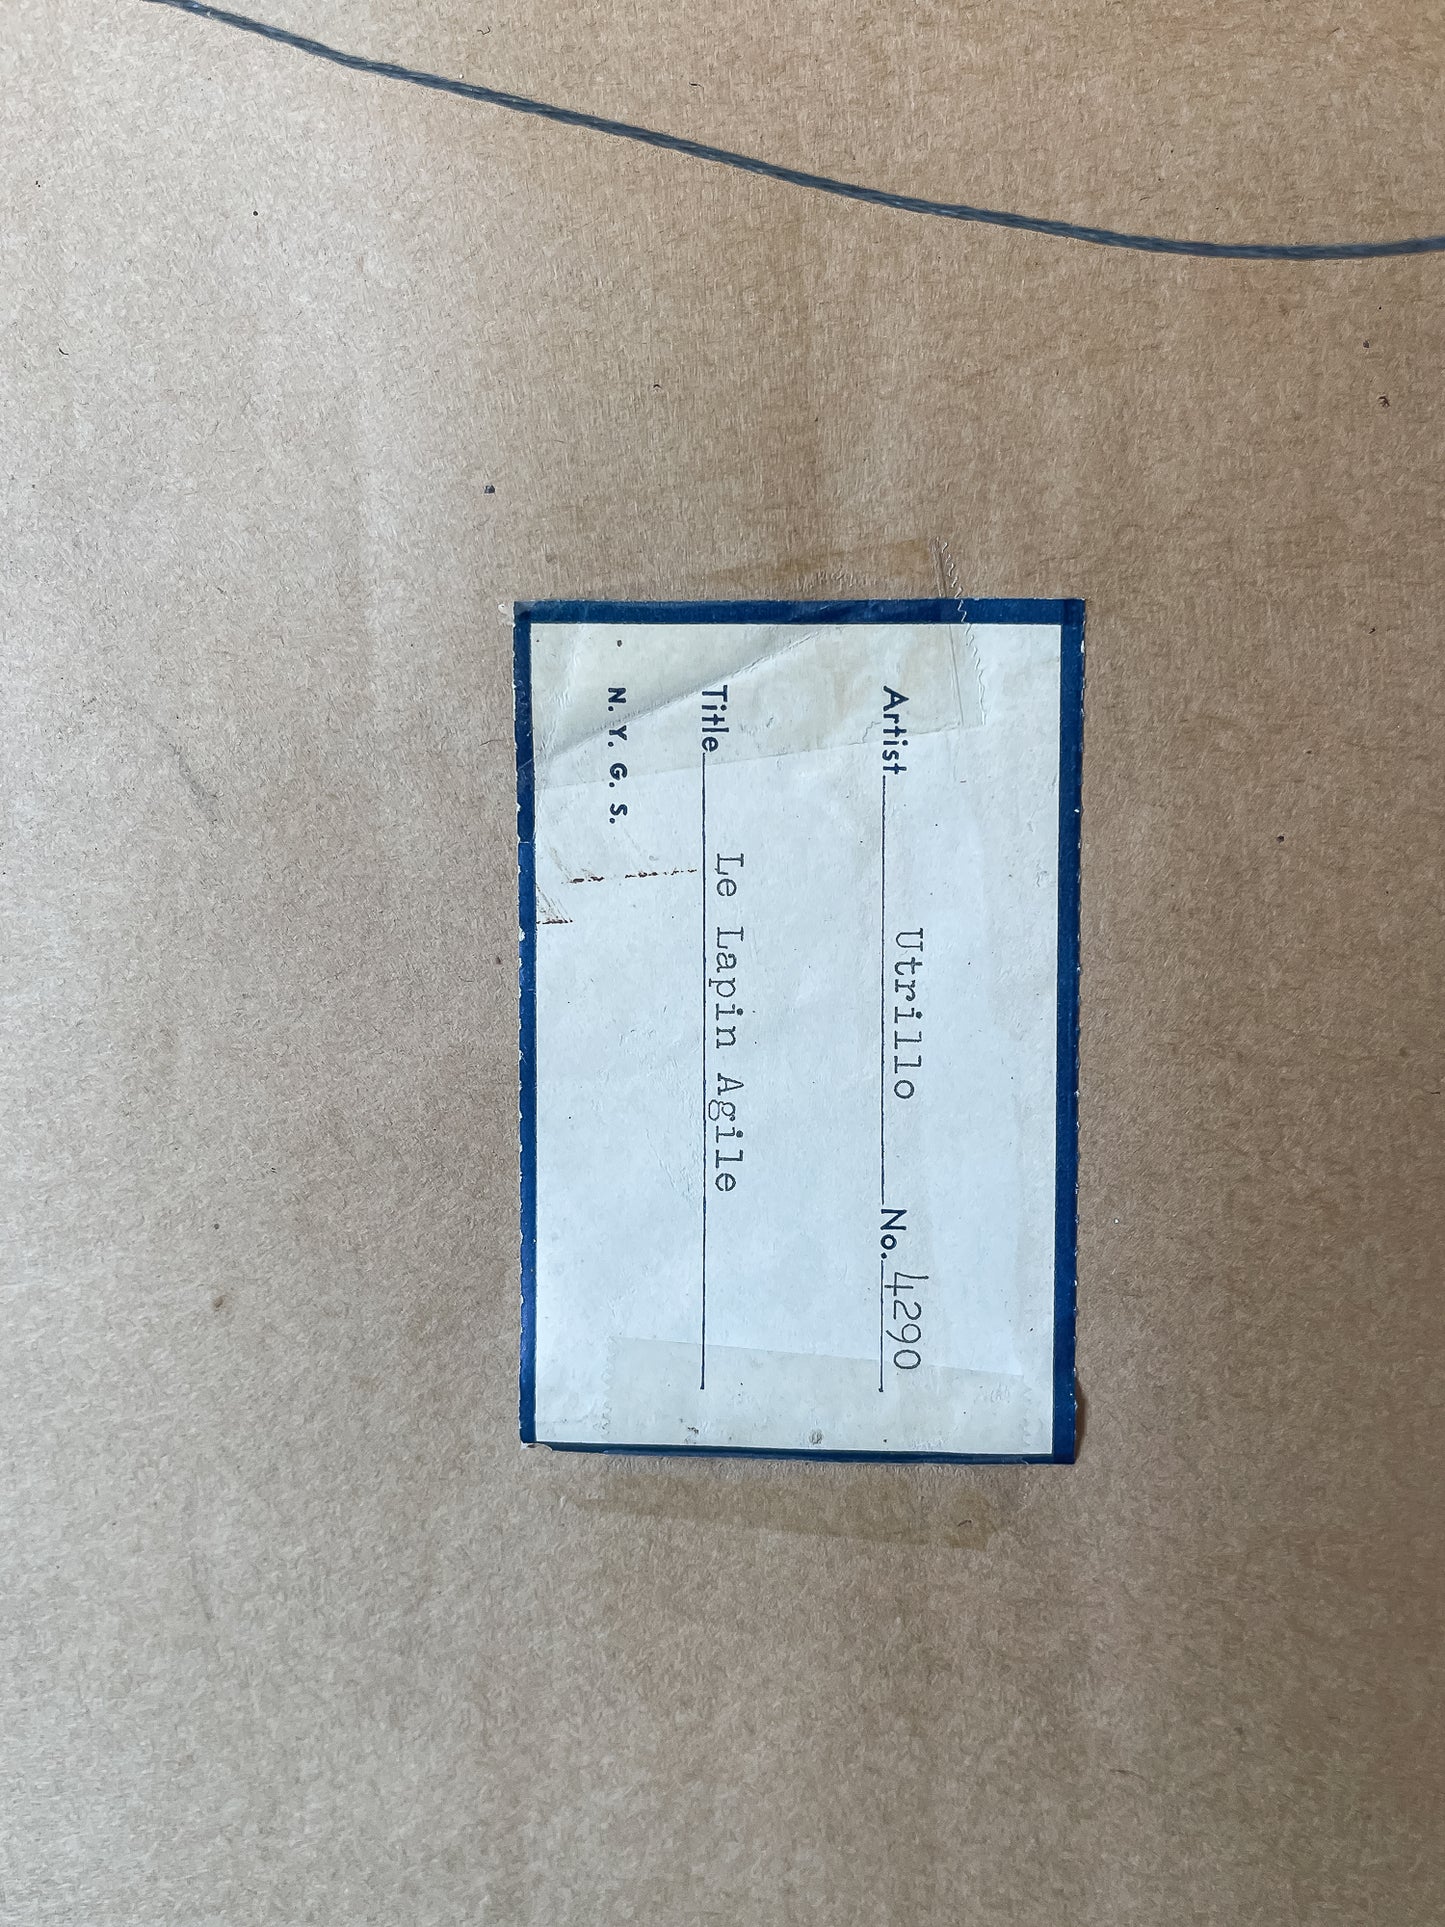 Artist Utrillo No. 4290
Title Le Lapin Agile
N. Y. G. S.